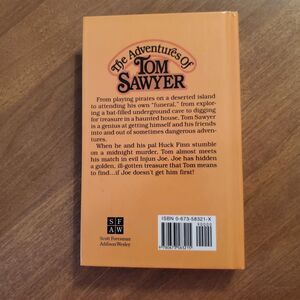 The Adventures of
TOM
SAWYER
From playing pirates on a deserted island
to attending his own "funeral," from explor-
ing a bat-filled underground cave to digging
for treasure in a haunted house. Tom Sawyer
is a genius at getting himself and his friends
into and out of sometimes dangerous adven-
tures.
When he and his pal Huck Finn stumble
on a midnight murder, Tom almost meets
his match in evil Injun Joe. Joe has hidden
a golden, ill-gotten treasure that Tom means
to find...if Joe doesn't get him first!
ISBN 0-673-58321-X
90000
9 780673 583215
S F
A W
Scott Foresman
Addison Wesley